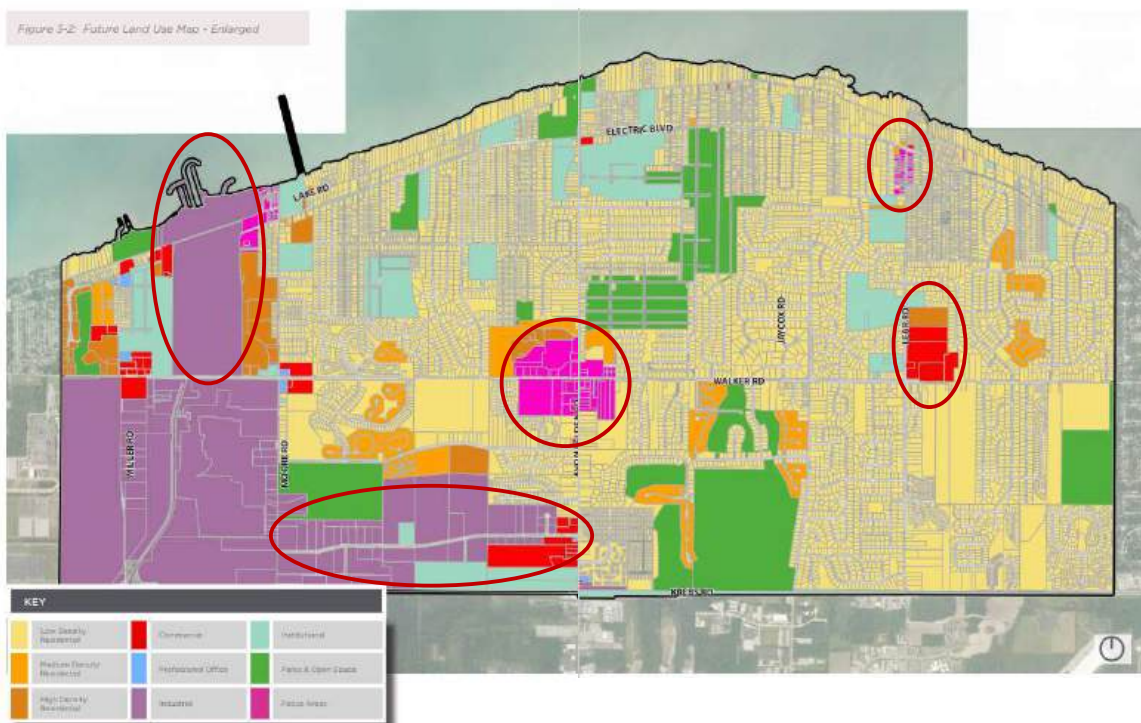 Figure 3-2: Future Land Use Map - Enlarged
ELECTRIC BLVD
LAKE RD
JAYCOX RD
LEAR RD
WALKER RD
MILLER RD
MOORE RD
KREBS RD
KEY
Low Density
Residential
Commercial
Institutional
Medium Density
Residential
Professional Office
Parks & Open Space
High Density
Residential
Industrial
Focus Areas